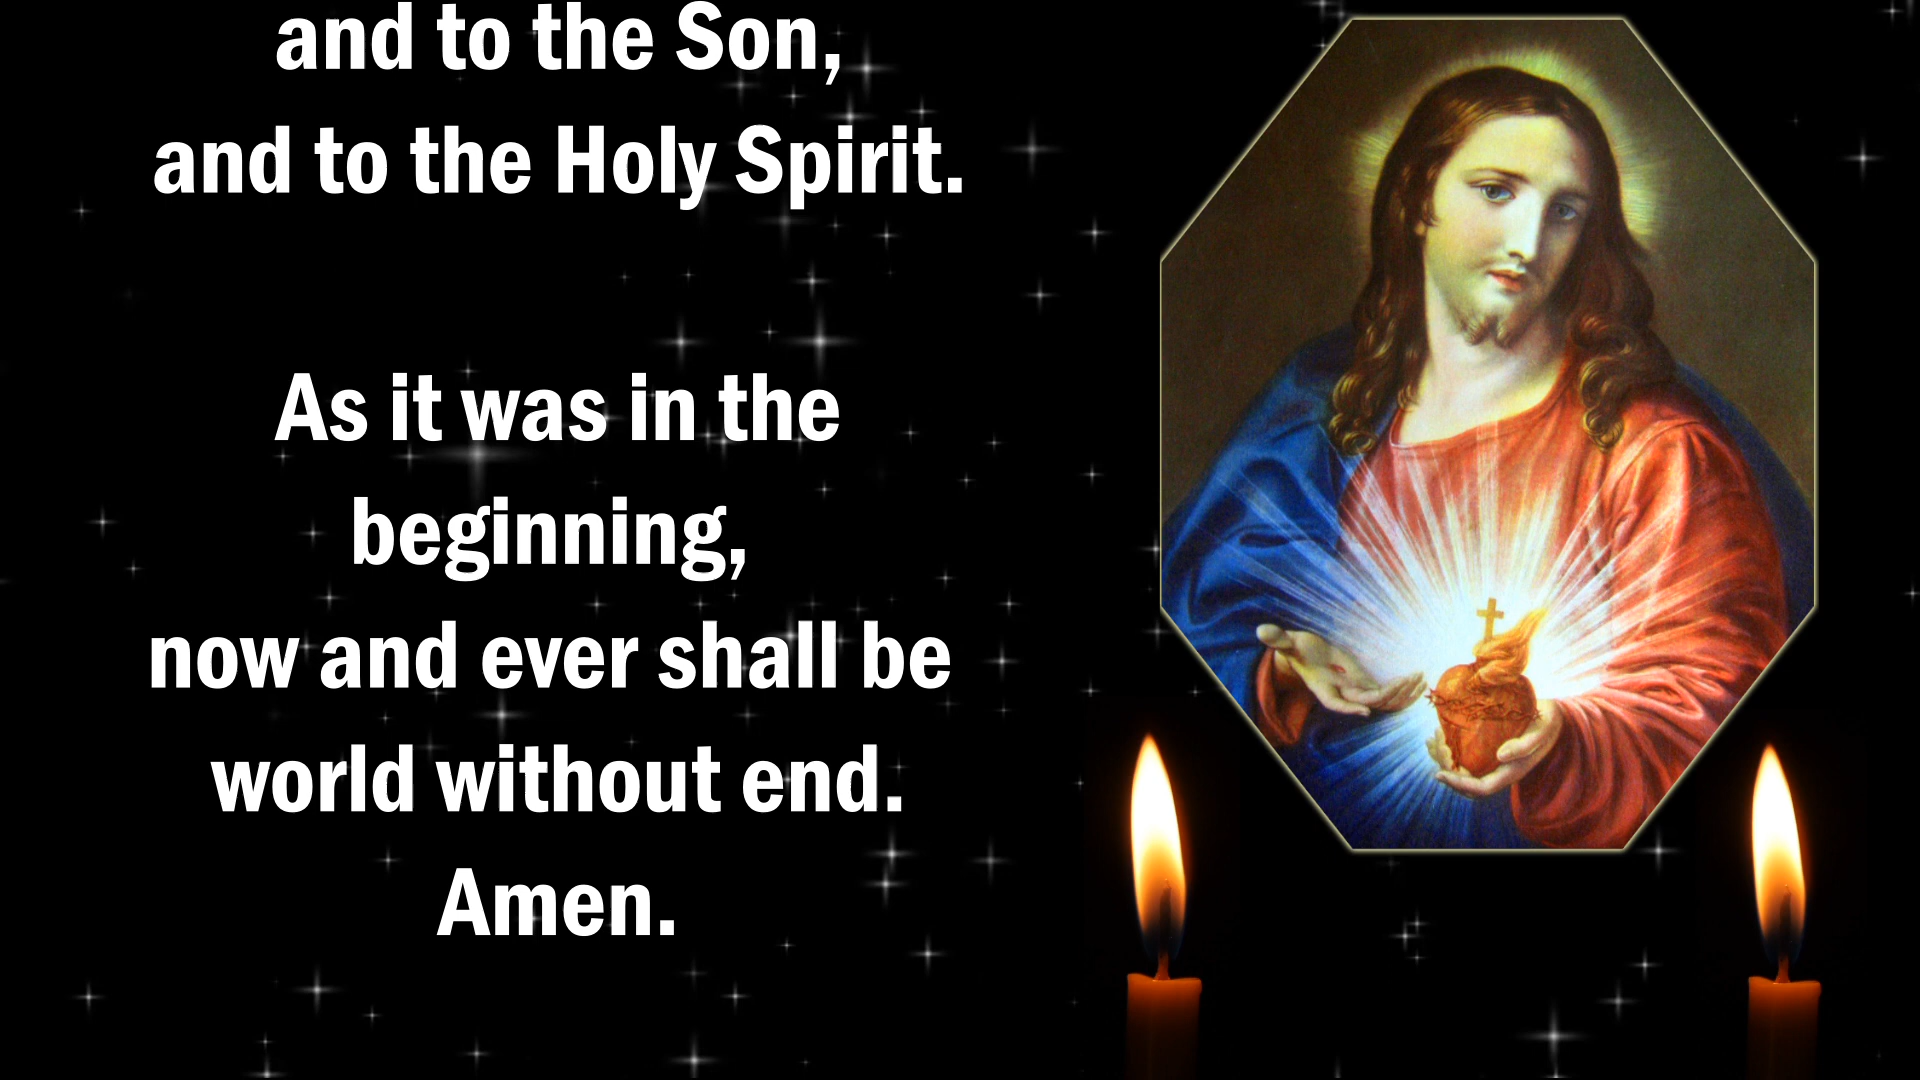 and to the Son,
and to the Holy Spirit.
As it was in the
beginning,
now and ever shall be
world without end.
Amen.